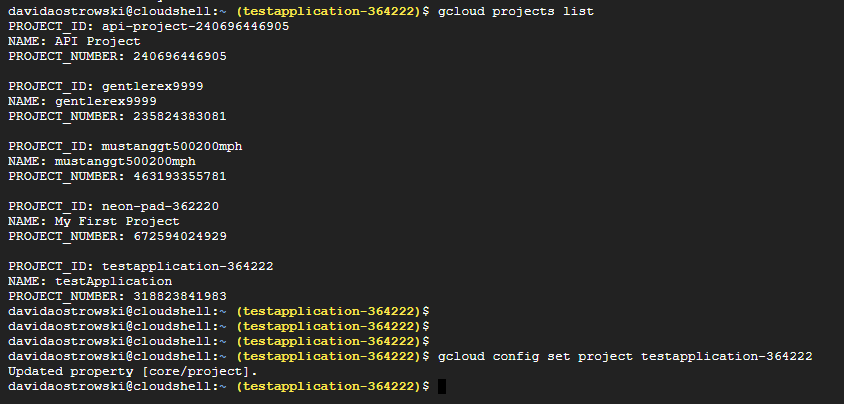 davidaostrowski@cloudshell:~ (testapplication-364222)$ gcloud projects list
PROJECT_ID: api-project-240696446905
NAME: API Project
PROJECT_NUMBER: 240696446905
PROJECT_ID: gentlerex9999
NAME: gentlerex9999
PROJECT_NUMBER: 235824383081
PROJECT_ID: mustanggt500200mph
NAME: mustanggt500200mph
PROJECT_NUMBER: 463193355781
PROJECT_ID: neon-pad-362220
NAME: My First Project
PROJECT_NUMBER: 672594024929
PROJECT_ID: testapplication-364222
NAME: testApplication
PROJECT_NUMBER: 318823841983
davidaostrowski@cloudshell:~ (testapplication-364222)$
davidaostrowski@cloudshell:~ (testapplication-364222)$
davidaostrowski@cloudshell:~ (testapplication-364222)$
davidaostrowski@cloudshell:~ (testapplication-364222)$ gcloud config set project testapplication-364222
Updated property [core/project].
davidaostrowski@cloudshell:~ (testapplication-364222)$